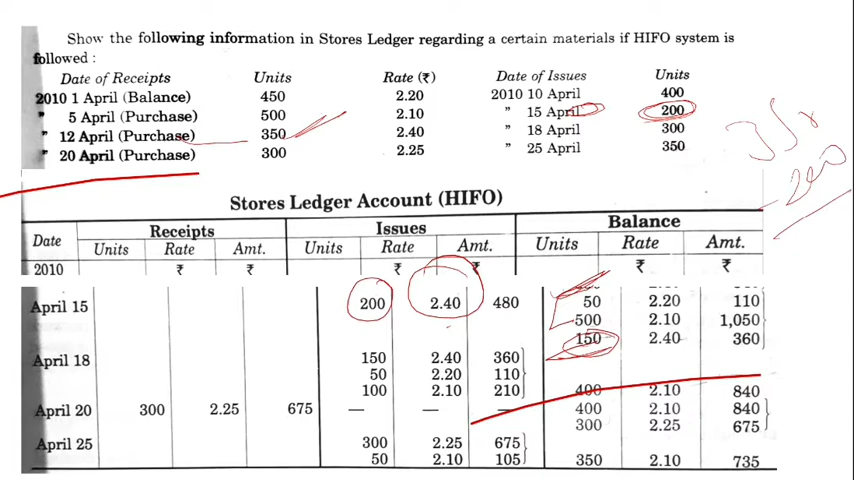 Show the following information in Stores Ledger regarding a certain materials if HIFO system is
followed :
Date of Receipts Units Rate (₹) Date of Issues Units
2010 1 April (Balance) 450 2.20 2010 10 April 400
" 5 April (Purchase) 500 2.10 " 15 April 200
" 12 April (Purchase) 350 2.40 " 18 April 300
" 20 April (Purchase) 300 2.25 " 25 April 350
Stores Ledger Account (HIFO)
Date Receipts Issues Balance
Units Rate Amt. Units Rate Amt. Units Rate Amt.
2010 ₹ ₹ ₹ ₹ ₹ ₹
April 15 200 2.40 480 50 2.20 110
500 2.10 1,050
150 2.40 360
April 18 150 2.40 360
50 2.20 110
100 2.10 210 400 2.10 840
April 20 300 2.25 675 — — — 400 2.10 840
300 2.25 675
April 25 300 2.25 675
50 2.10 105 350 2.10 735